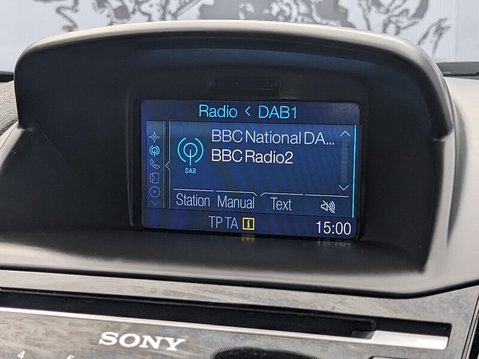 Radio < DAB1
BBC National DA...
BBC Radio2
DAB
Station Manual Text
TP TA i 15:00
SONY